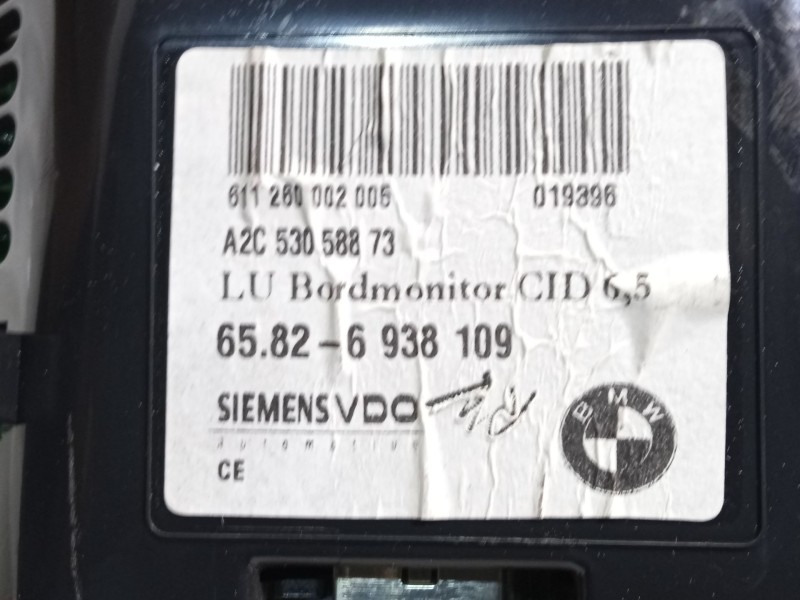 611 260 002 006 019396
A2C 530 588 73
LU Bordmonitor CID 6,5
65.82-6 938 109
SIEMENS VDO
Automotive
CE
BMW